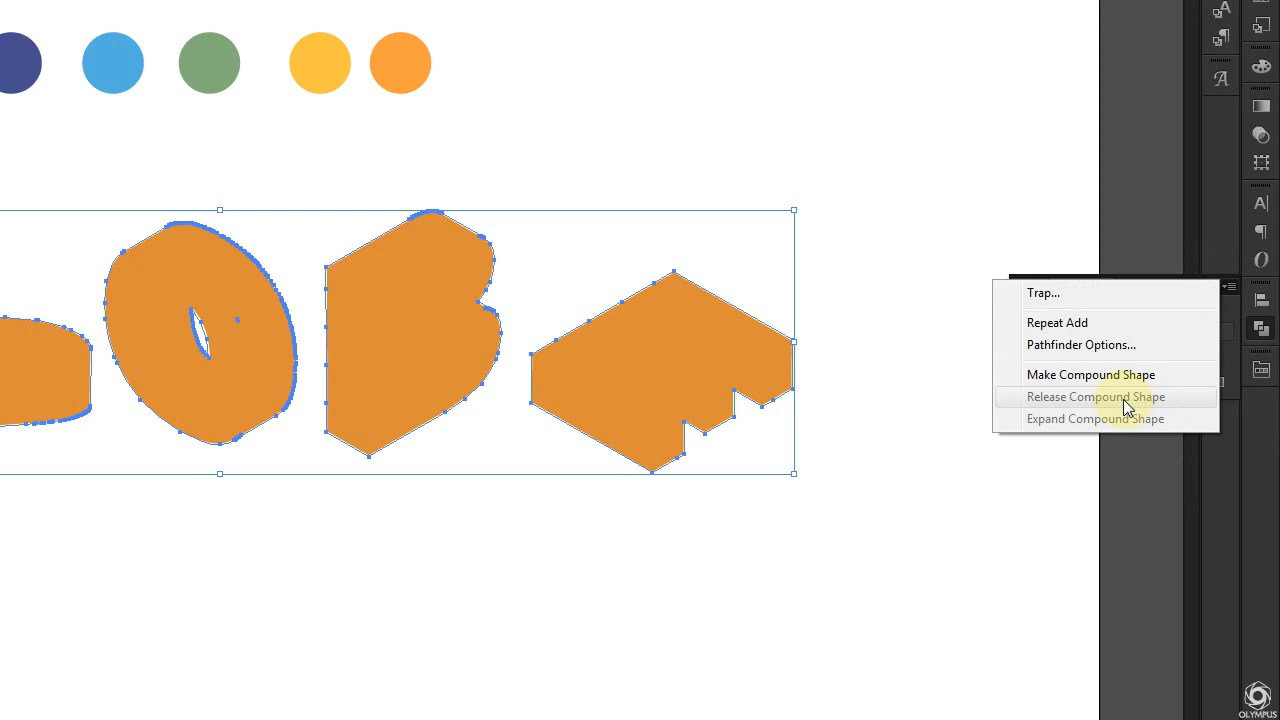 Trap...
Repeat Add
Pathfinder Options...
Make Compound Shape
Release Compound Shape
Expand Compound Shape
OLYMPUS